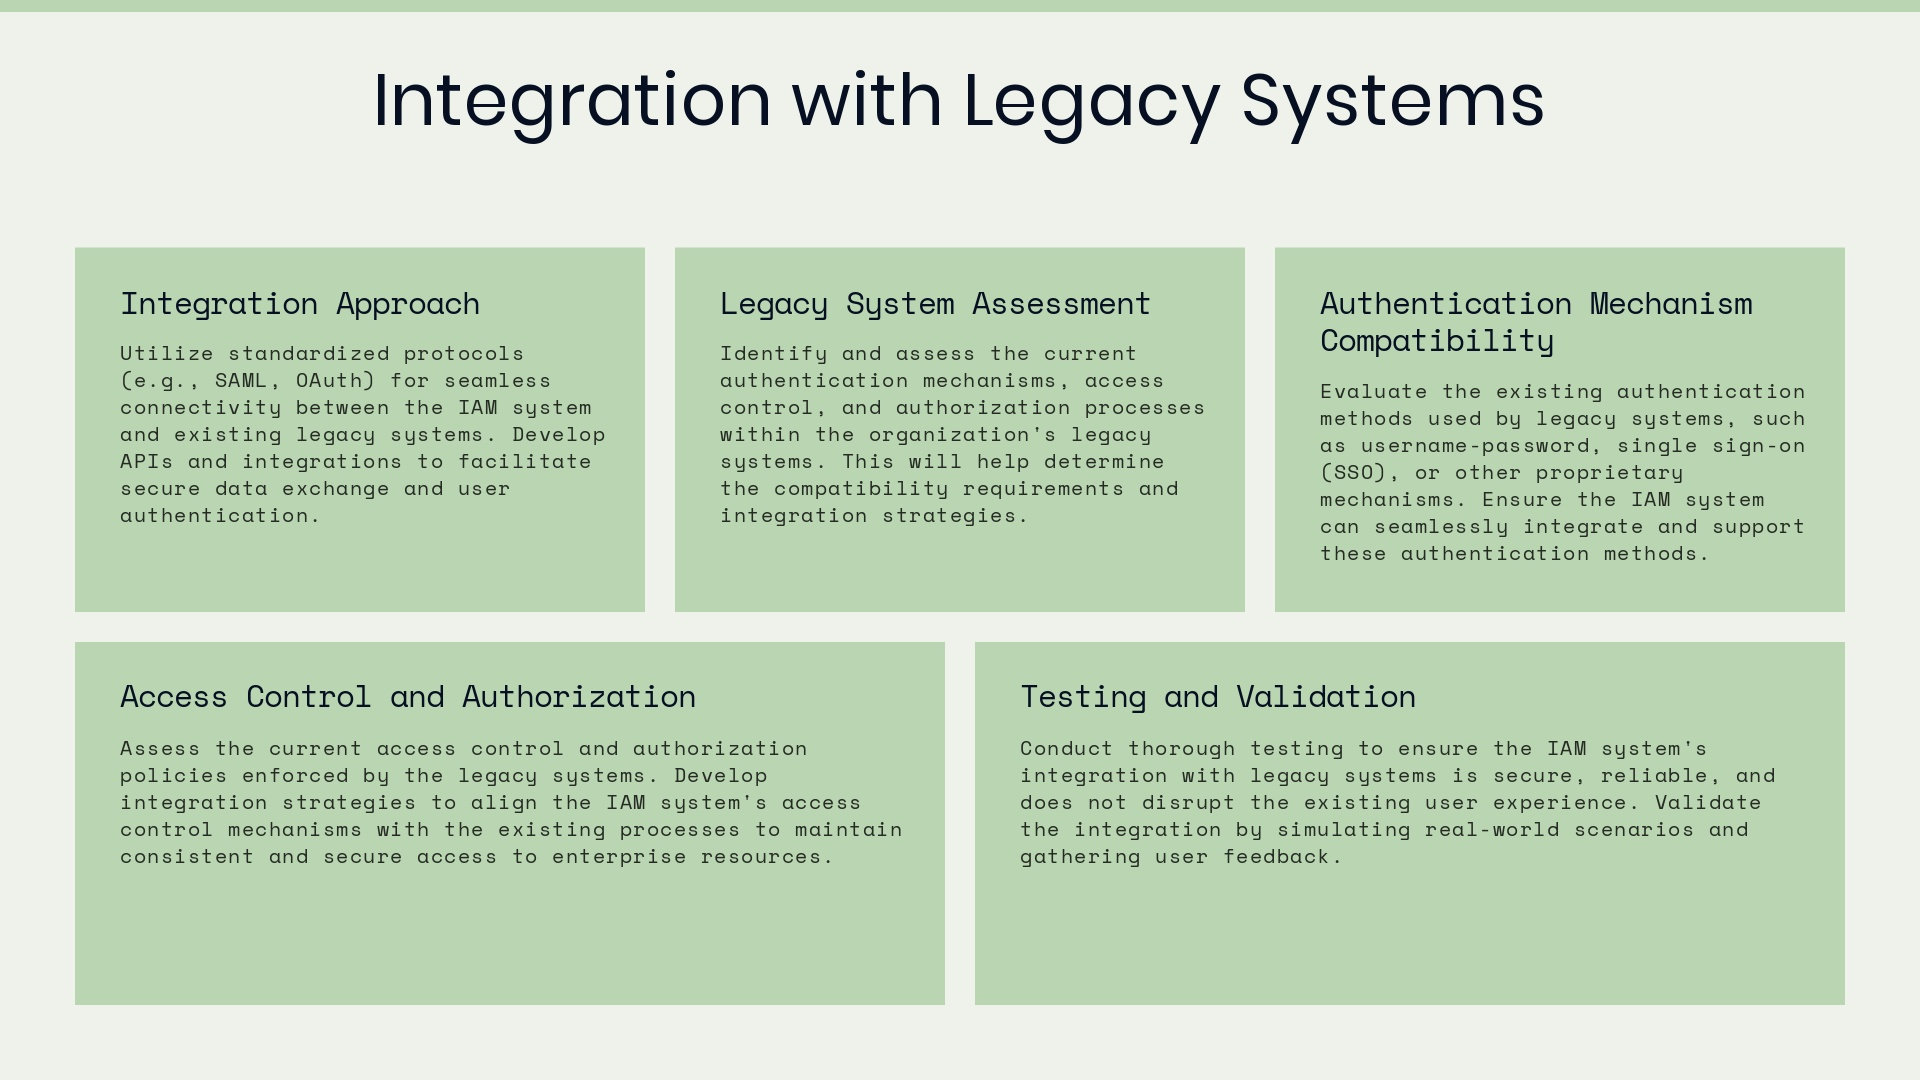 Integration with Legacy Systems
Integration Approach
Utilize standardized protocols
(e.g., SAML, OAuth) for seamless
connectivity between the IAM system
and existing legacy systems. Develop
APIs and integrations to facilitate
secure data exchange and user
authentication.
Legacy System Assessment
Identify and assess the current
authentication mechanisms, access
control, and authorization processes
within the organization's legacy
systems. This will help determine
the compatibility requirements and
integration strategies.
Authentication Mechanism
Compatibility
Evaluate the existing authentication
methods used by legacy systems, such
as username-password, single sign-on
(SSO), or other proprietary
mechanisms. Ensure the IAM system
can seamlessly integrate and support
these authentication methods.
Access Control and Authorization
Assess the current access control and authorization
policies enforced by the legacy systems. Develop
integration strategies to align the IAM system's access
control mechanisms with the existing processes to maintain
consistent and secure access to enterprise resources.
Testing and Validation
Conduct thorough testing to ensure the IAM system's
integration with legacy systems is secure, reliable, and
does not disrupt the existing user experience. Validate
the integration by simulating real-world scenarios and
gathering user feedback.